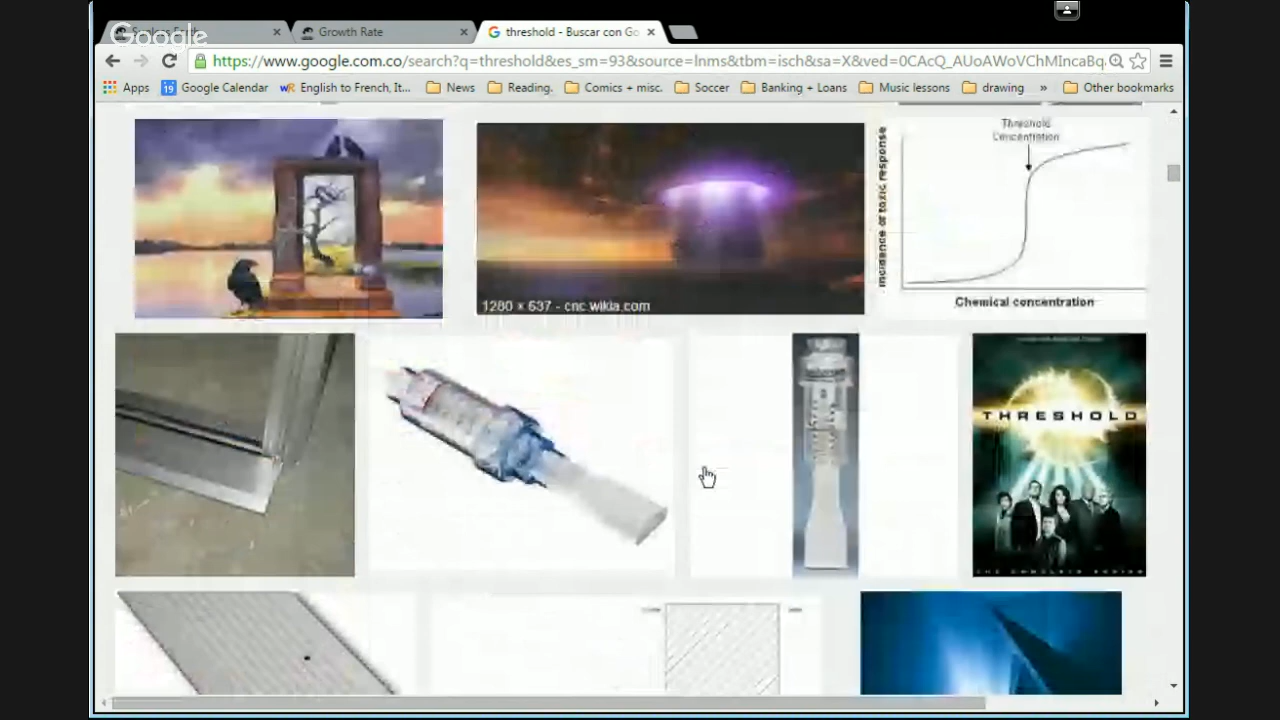 Google
Growth Rate
threshold - Buscar con Go
https://www.google.com.co/search?q=threshold&es_sm=93&source=lnms&tbm=isch&sa=X&ved=0CAcQ_AUoAWoVChMIncaBq
Apps
19 Google Calendar
English to French, It...
News
Reading.
Comics + misc.
Soccer
Banking + Loans
Music lessons
drawing
»
Other bookmarks
Threshold
Concentration
incidence or toxic response
1280 × 637 - cnc.wikia.com
Chemical concentration
THRESHOLD
THE COMPLETE SERIES